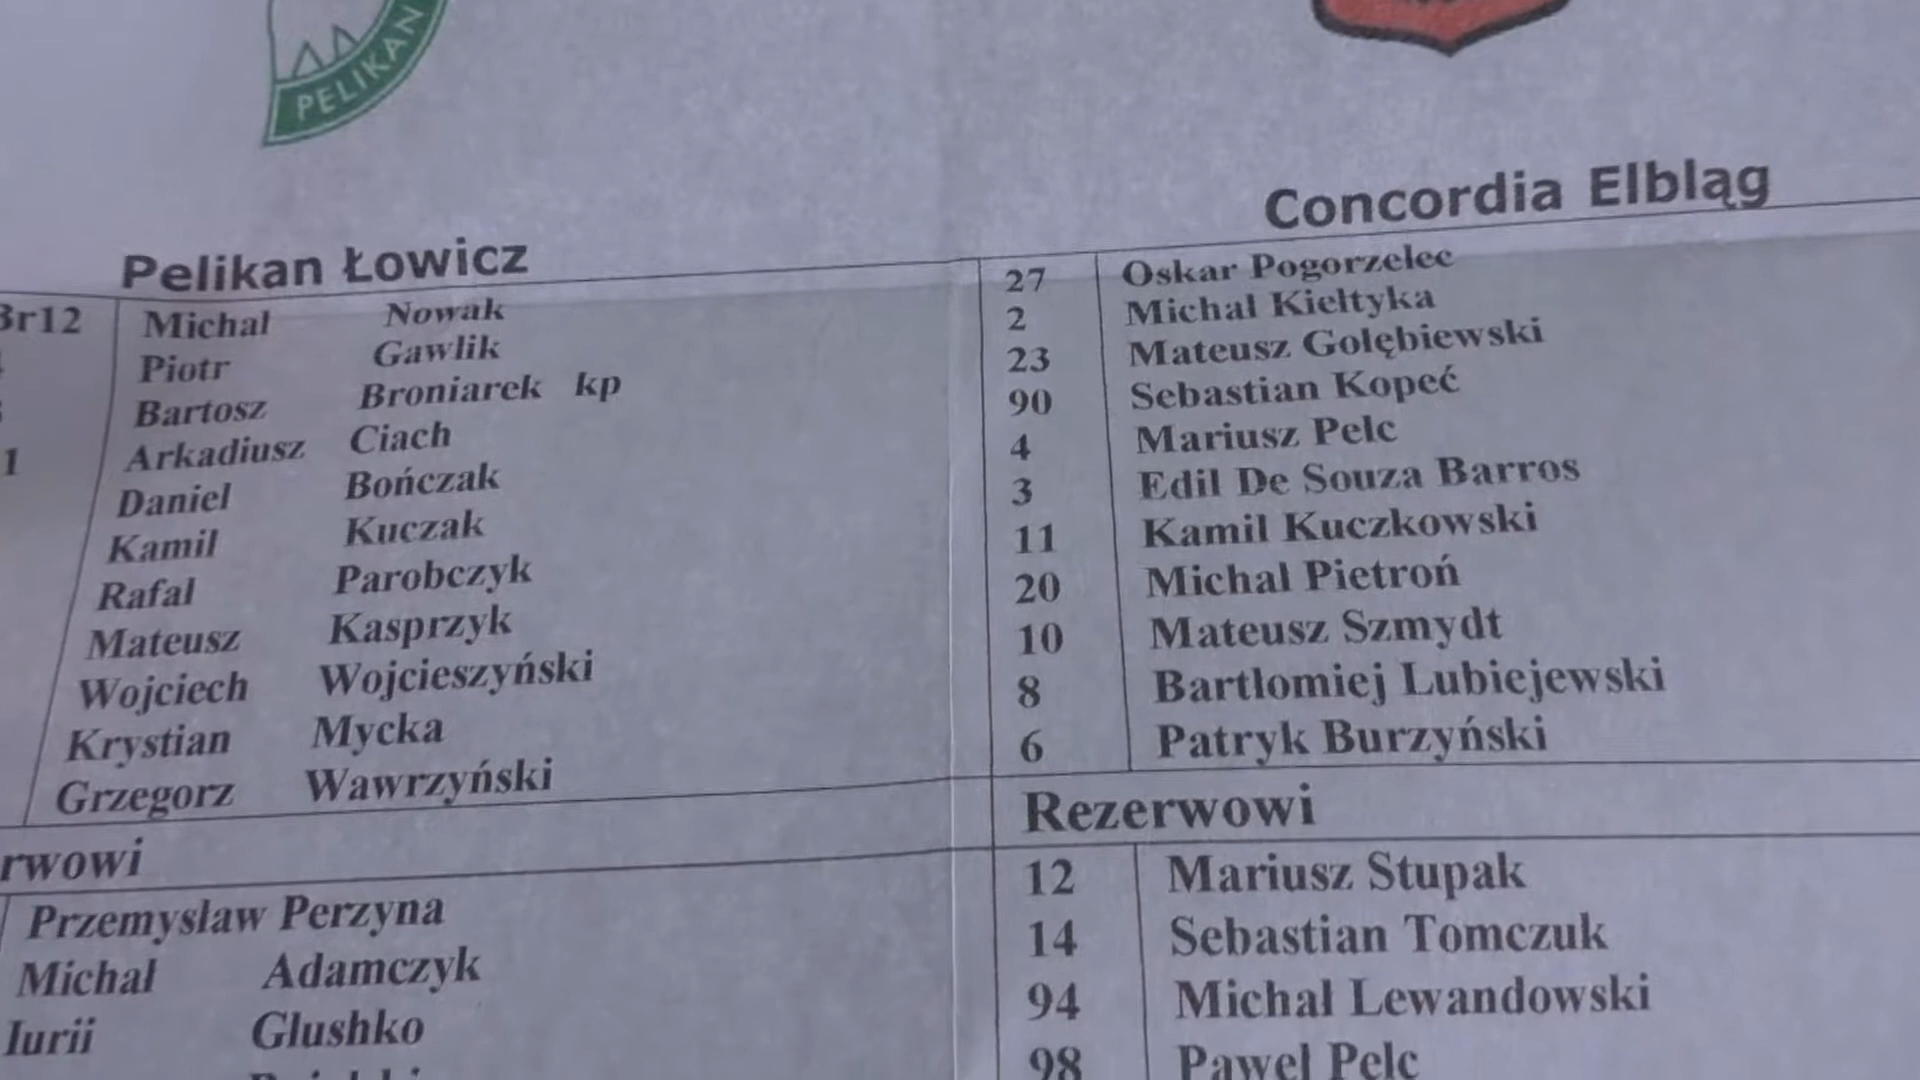 PELIKAN
Pelikan Łowicz
Br12 Michał Nowak
Piotr Gawlik
Bartosz Broniarek kp
1 Arkadiusz Ciach
Daniel Bończak
Kamil Kuczak
Rafał Parobczyk
Mateusz Kasprzyk
Wojciech Wojcieszyński
Krystian Mycka
Grzegorz Wawrzyński
rwowi
Przemysław Perzyna
Michał Adamczyk
Iurii Glushko
Concordia Elbląg
27 Oskar Pogorzelec
2 Michał Kiełtyka
23 Mateusz Gołębiewski
90 Sebastian Kopeć
4 Mariusz Pelc
3 Edil De Souza Barros
11 Kamil Kuczkowski
20 Michał Pietroń
10 Mateusz Szmydt
8 Bartłomiej Lubiejewski
6 Patryk Burzyński
Rezerwowi
12 Mariusz Stupak
14 Sebastian Tomczuk
94 Michał Lewandowski
98 Paweł Pelc